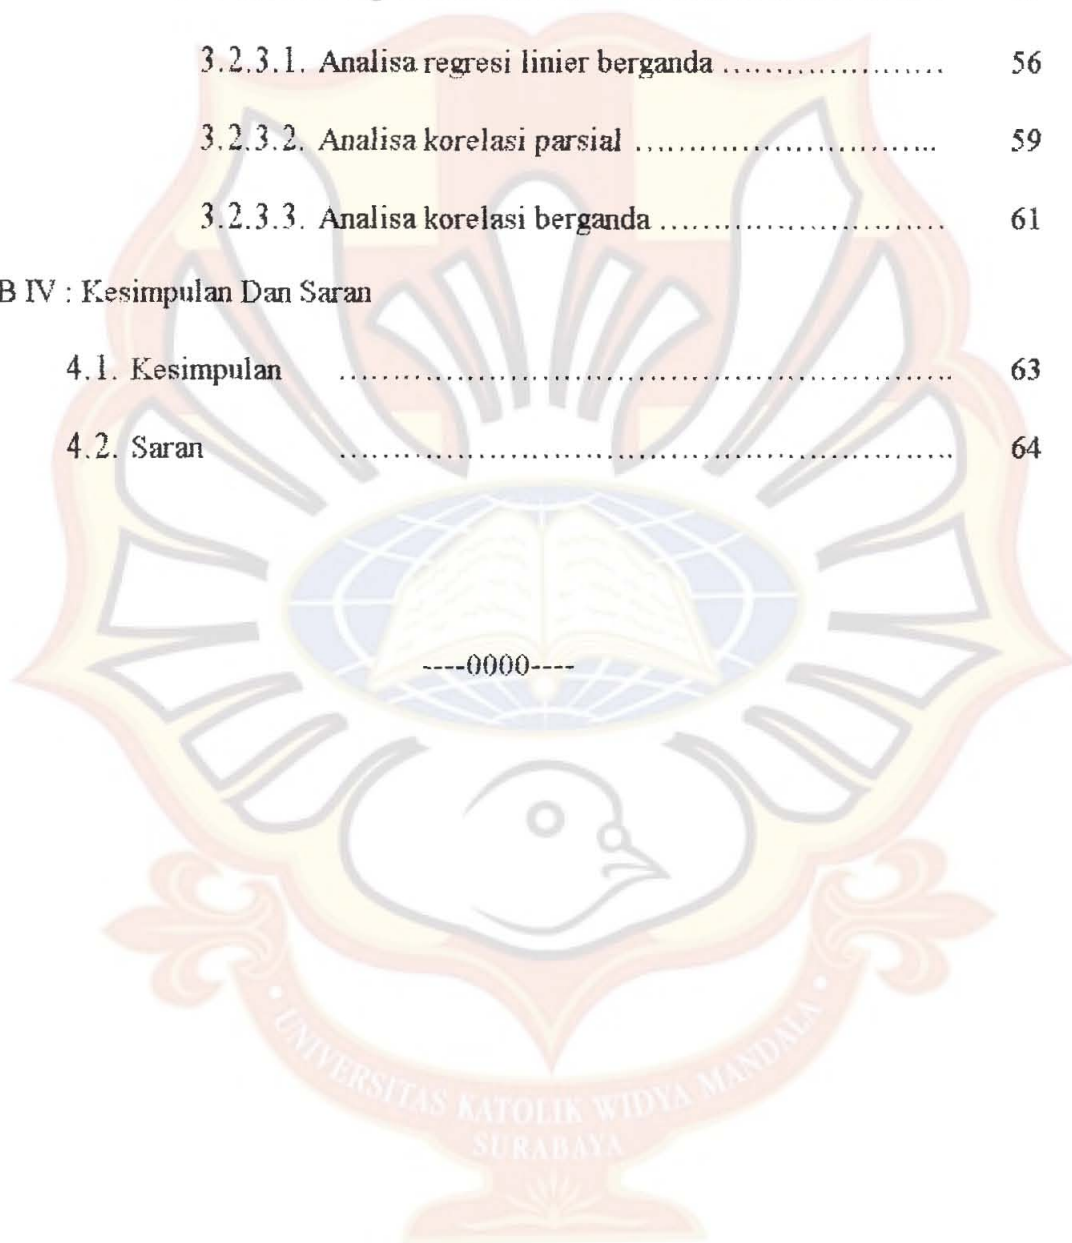 3.2.3.1. Analisa regresi linier berganda ..................... 56
3.2.3.2. Analisa korelasi parsial ............................ 59
3.2.3.3. Analisa korelasi berganda .......................... 61
B IV : Kesimpulan Dan Saran
4.1. Kesimpulan ........................................................ 63
4.2. Saran ........................................................ 64
----0000----
UNIVERSITAS KATOLIK WIDYA MANDALA
SURABAYA